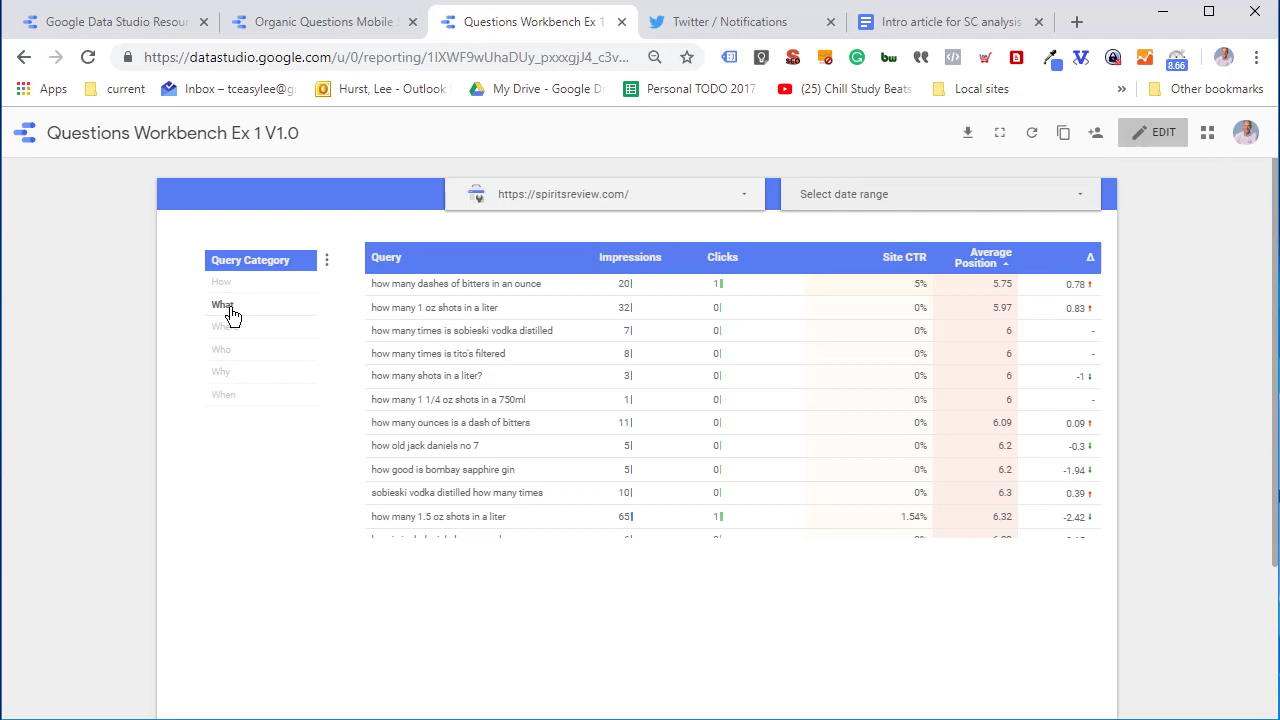 Google Data Studio Resour
Organic Questions Mobile
Questions Workbench Ex 1
Twitter / Notifications
Intro article for SC analysis
https://datastudio.google.com/u/0/reporting/1IXWF9wUhaDUy_pxxxgjJ4_c3v...
8.66
Apps
current
Inbox – tceasylee@g
Hurst, Lee - Outlook
My Drive - Google D
Personal TODO 2017
(25) Chill Study Beats
Local sites
»
Other bookmarks
Questions Workbench Ex 1 V1.0
EDIT
https://spiritsreview.com/
Select date range
Query Category
How
What
Who
Why
When
Query Impressions Clicks Site CTR Average Position Δ
how many dashes of bitters in an ounce 20 1 5% 5.75 0.78
how many 1 oz shots in a liter 32 0 0% 5.97 0.83
how many times is sobieski vodka distilled 7 0 0% 6 -
how many times is tito's filtered 8 0 0% 6 -
how many shots in a liter? 3 0 0% 6 -1
how many 1 1/4 oz shots in a 750ml 1 0 0% 6 -
how many ounces is a dash of bitters 11 0 0% 6.09 0.09
how old jack daniels no 7 5 0 0% 6.2 -0.3
how good is bombay sapphire gin 5 0 0% 6.2 -1.94
sobieski vodka distilled how many times 10 0 0% 6.3 0.39
how many 1.5 oz shots in a liter 65 1 1.54% 6.32 -2.42